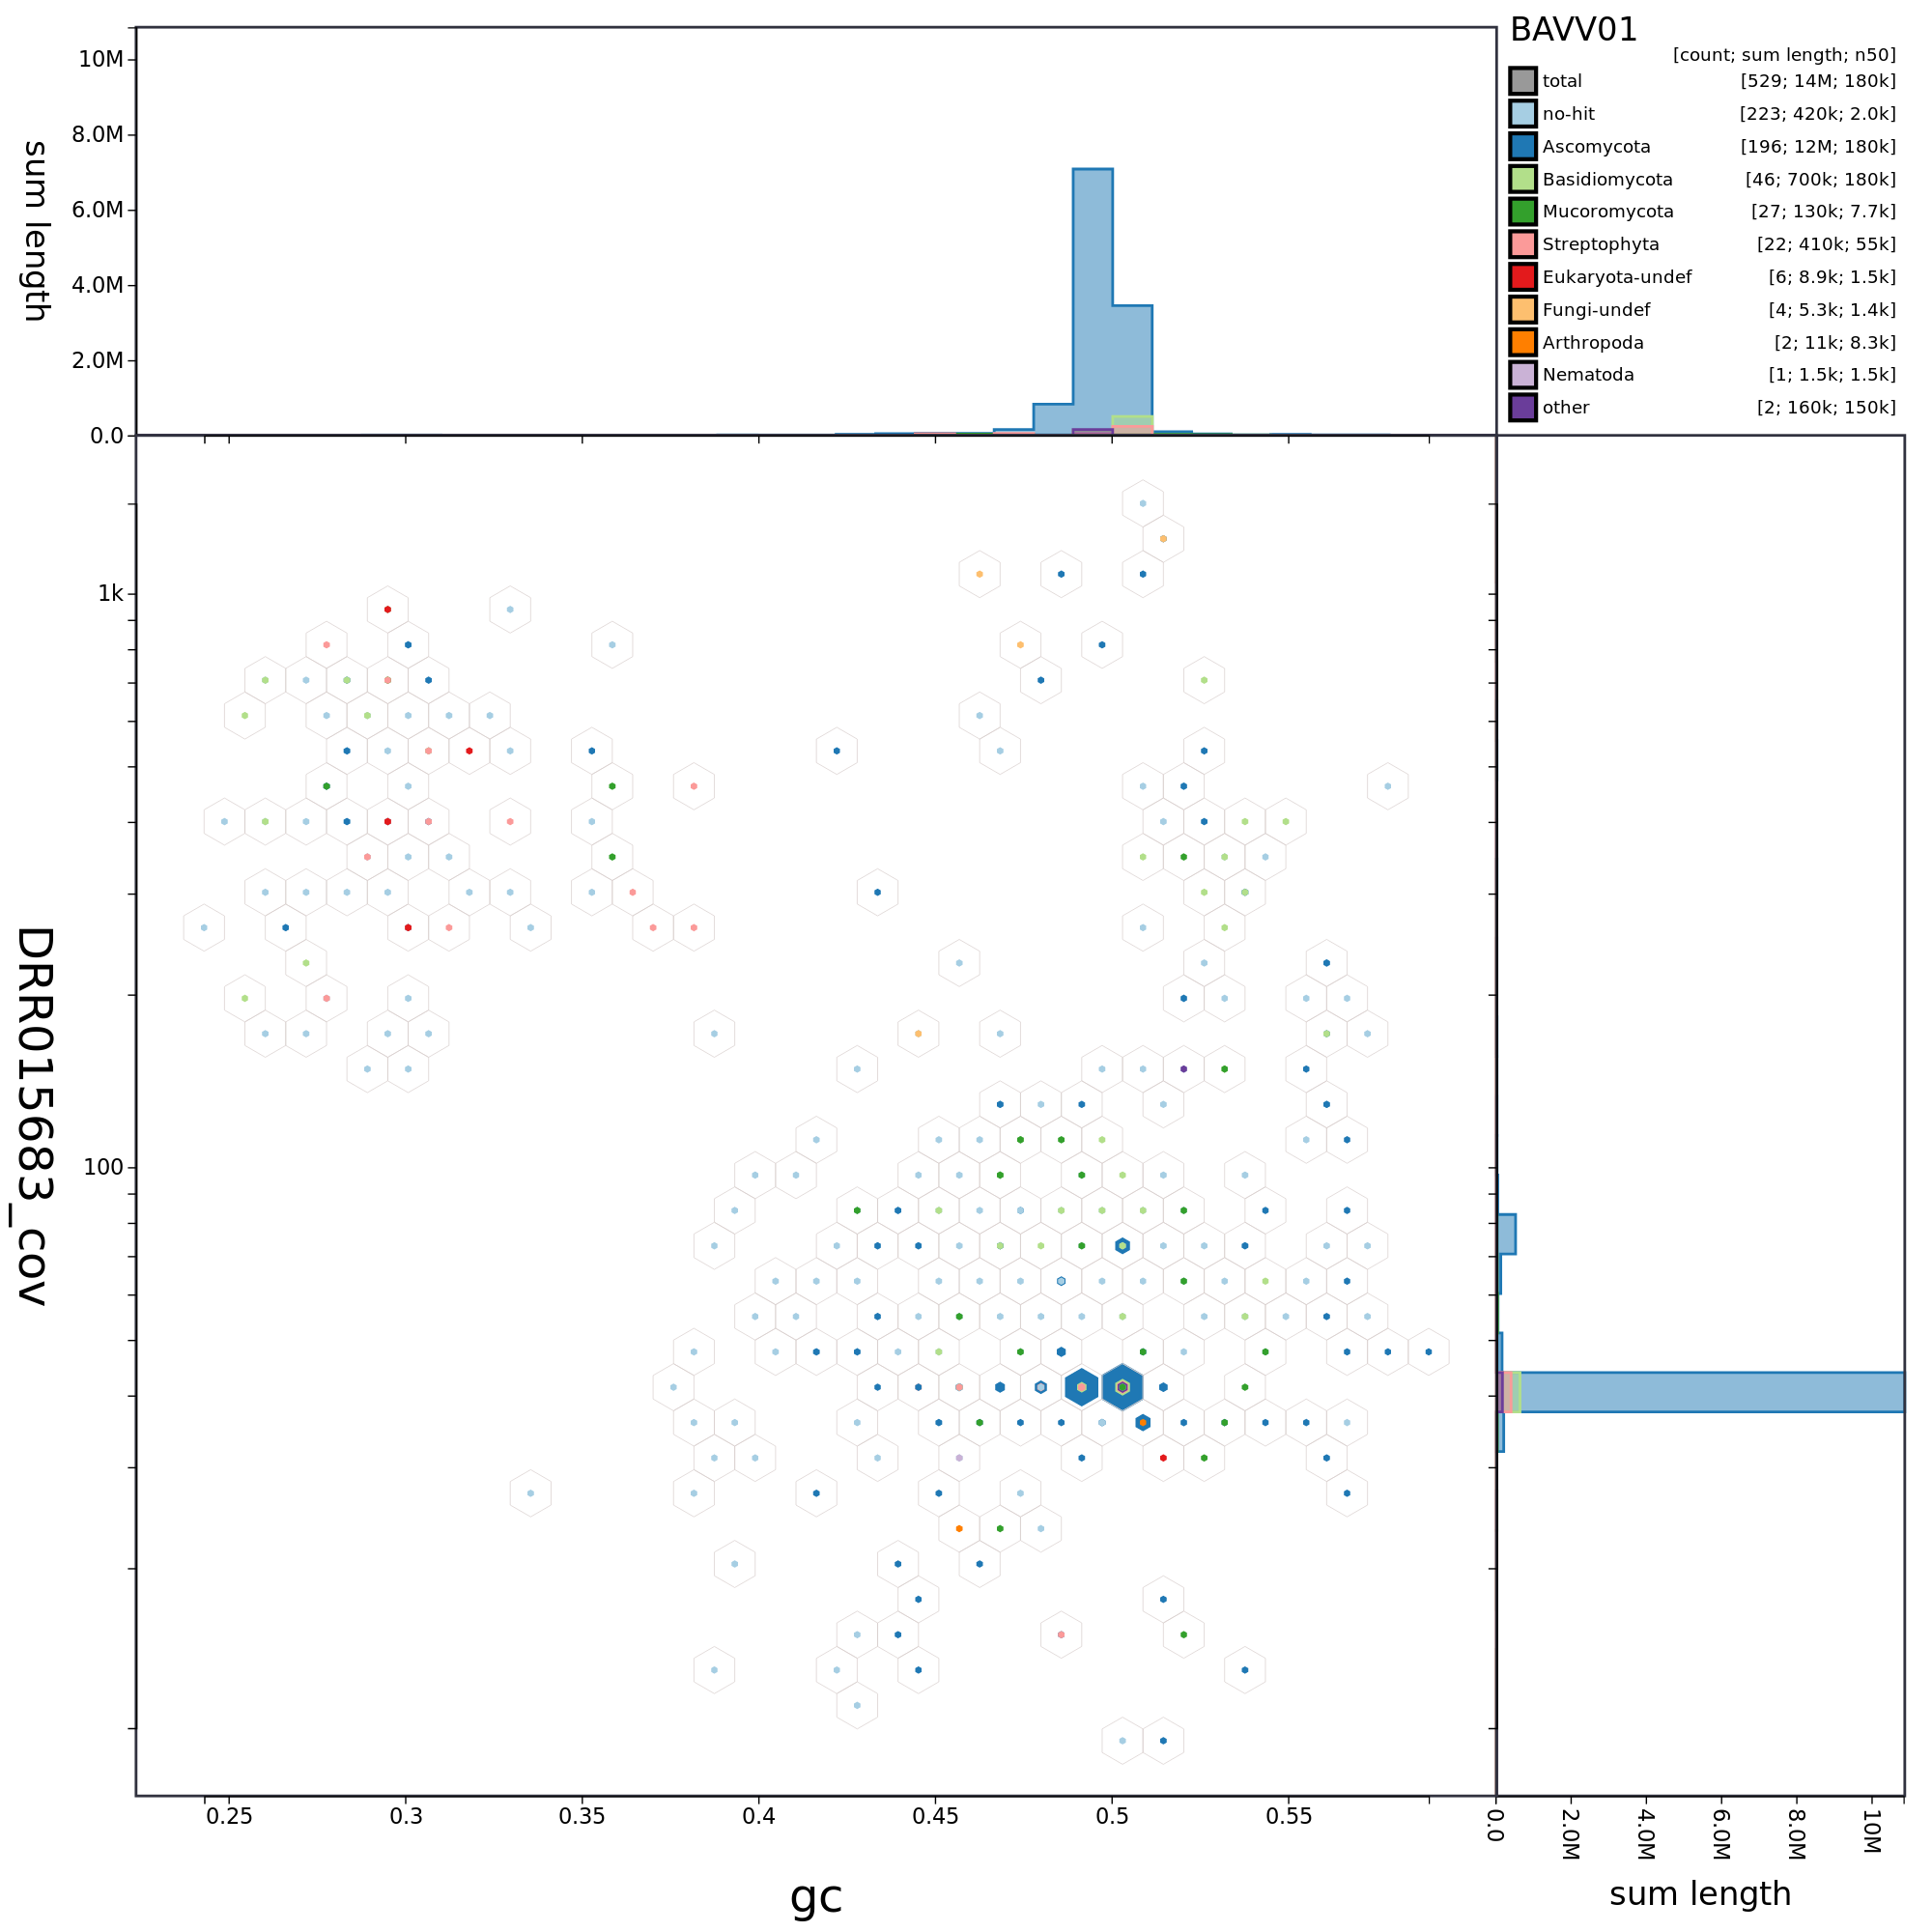 BAVV01
[count; sum length; n50]
total [529; 14M; 180k]
no-hit [223; 420k; 2.0k]
Ascomycota [196; 12M; 180k]
Basidiomycota [46; 700k; 180k]
Mucoromycota [27; 130k; 7.7k]
Streptophyta [22; 410k; 55k]
Eukaryota-undef [6; 8.9k; 1.5k]
Fungi-undef [4; 5.3k; 1.4k]
Arthropoda [2; 11k; 8.3k]
Nematoda [1; 1.5k; 1.5k]
other [2; 160k; 150k]
sum length
10M
8.0M
6.0M
4.0M
2.0M
0.0
DRR015683_cov
1k
100
0.25 0.3 0.35 0.4 0.45 0.5 0.55
gc
0.0 2.0M 4.0M 6.0M 8.0M 10M
sum length